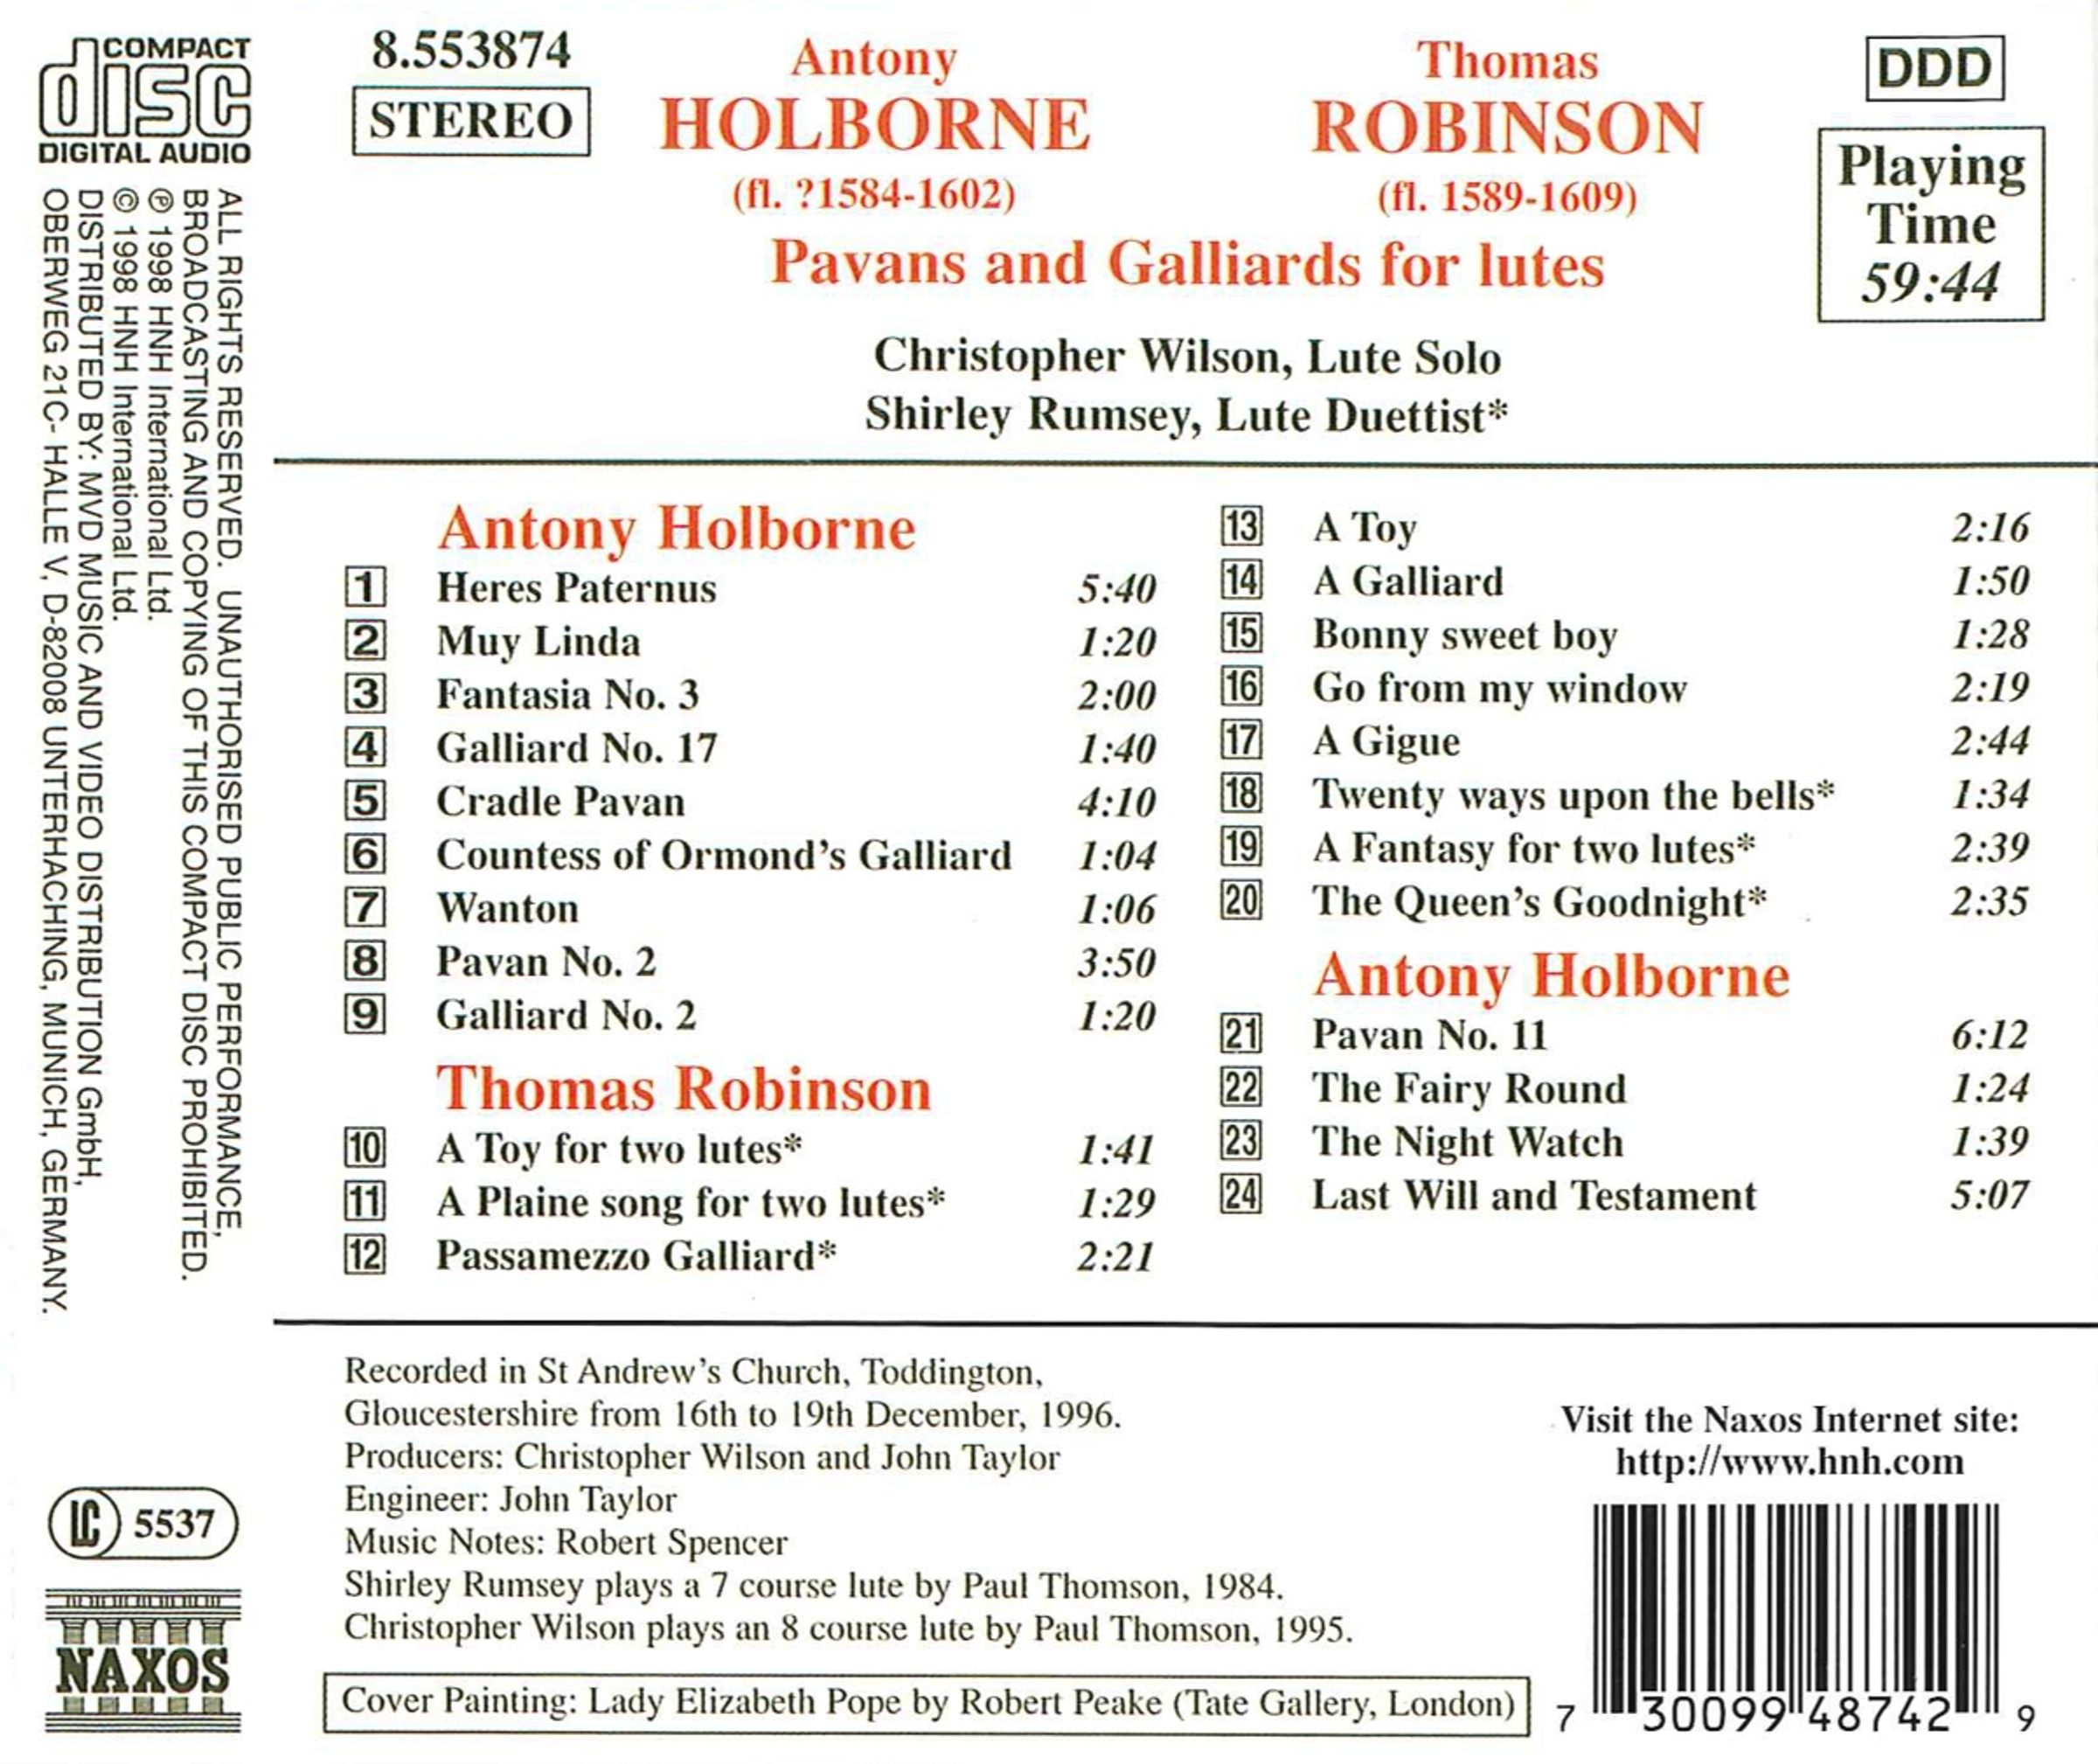 COMPACT
disc
DIGITAL AUDIO
8.553874
STEREO
Antony
HOLBORNE
(fl. ?1584-1602)
Thomas
ROBINSON
(fl. 1589-1609)
Pavans and Galliards for lutes
DDD
Playing
Time
59:44
Christopher Wilson, Lute Solo
Shirley Rumsey, Lute Duettist*
ALL RIGHTS RESERVED. UNAUTHORISED PUBLIC PERFORMANCE,
BROADCASTING AND COPYING OF THIS COMPACT DISC PROHIBITED.
℗ 1998 HNH International Ltd.
© 1998 HNH International Ltd.
DISTRIBUTED BY: MVD MUSIC AND VIDEO DISTRIBUTION GmbH,
OBERWEG 21C- HALLE V, D-82008 UNTERHACHING, MUNICH, GERMANY.
Antony Holborne
1 Heres Paternus 5:40
2 Muy Linda 1:20
3 Fantasia No. 3 2:00
4 Galliard No. 17 1:40
5 Cradle Pavan 4:10
6 Countess of Ormond's Galliard 1:04
7 Wanton 1:06
8 Pavan No. 2 3:50
9 Galliard No. 2 1:20
Thomas Robinson
10 A Toy for two lutes* 1:41
11 A Plaine song for two lutes* 1:29
12 Passamezzo Galliard* 2:21
13 A Toy 2:16
14 A Galliard 1:50
15 Bonny sweet boy 1:28
16 Go from my window 2:19
17 A Gigue 2:44
18 Twenty ways upon the bells* 1:34
19 A Fantasy for two lutes* 2:39
20 The Queen's Goodnight* 2:35
Antony Holborne
21 Pavan No. 11 6:12
22 The Fairy Round 1:24
23 The Night Watch 1:39
24 Last Will and Testament 5:07
Recorded in St Andrew's Church, Toddington,
Gloucestershire from 16th to 19th December, 1996.
Producers: Christopher Wilson and John Taylor
Engineer: John Taylor
Music Notes: Robert Spencer
Shirley Rumsey plays a 7 course lute by Paul Thomson, 1984.
Christopher Wilson plays an 8 course lute by Paul Thomson, 1995.
Cover Painting: Lady Elizabeth Pope by Robert Peake (Tate Gallery, London)
Visit the Naxos Internet site:
http://www.hnh.com
7 30099 48742 9
LC 5537
NAXOS